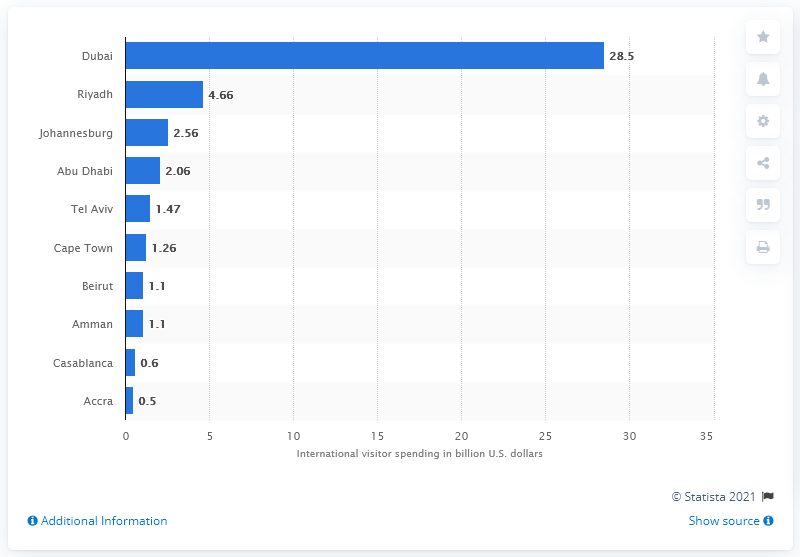 Dubai 28.5
Riyadh 4.66
Johannesburg 2.56
Abu Dhabi 2.06
Tel Aviv 1.47
Cape Town 1.26
Beirut 1.1
Amman 1.1
Casablanca 0.6
Accra 0.5
0 5 10 15 20 25 30 35
International visitor spending in billion U.S. dollars
© Statista 2021
Additional Information Show source